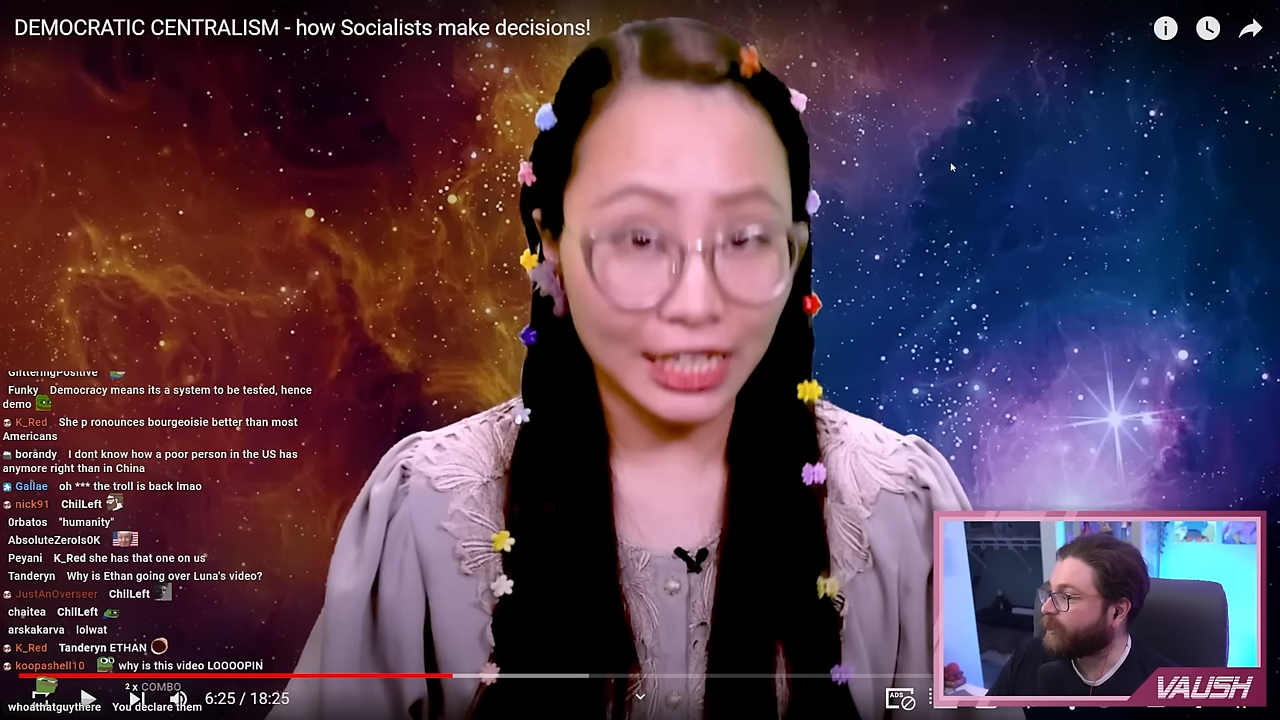 DEMOCRATIC CENTRALISM - how Socialists make decisions!
GlitteringPositive
Funky Democracy means its a system to be tested, hence
demo
K_Red She p ronounces bourgeoisie better than most
Americans
borandy I dont know how a poor person in the US has
anymore right than in China
Gallae oh *** the troll is back lmao
nick91 ChilLeft
0rbatos "humanity"
AbsoluteZeroIs0K
Peyani K_Red she has that one on us
Tanderyn Why is Ethan going over Luna's video?
JustAnOverseer ChilLeft
chaitea ChilLeft
arskakarva lolwat
K_Red Tanderyn ETHAN
koopashell10 why is this video LOOOOPIN
2 x COMBO
6:25 / 18:25
whoathatguythere You declare them
ADS
VAUSH